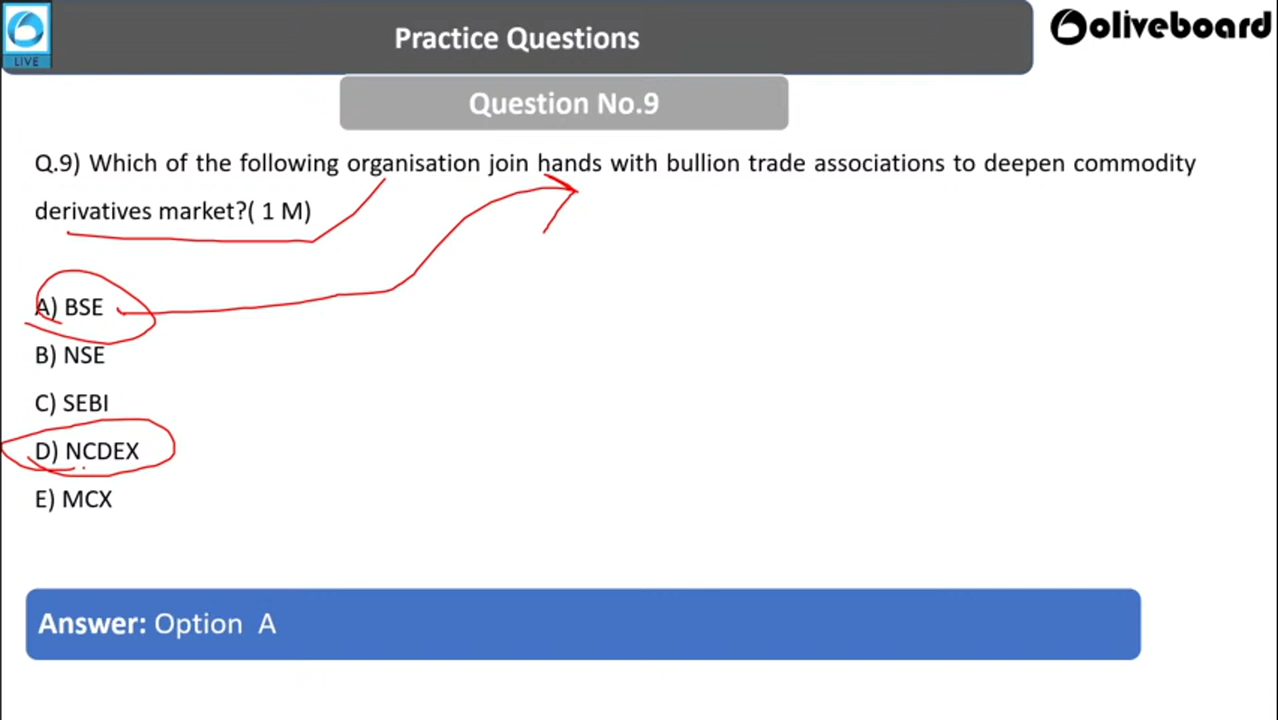 LIVE
Practice Questions
oliveboard
Question No.9
Q.9) Which of the following organisation join hands with bullion trade associations to deepen commodity
derivatives market?( 1 M)
A) BSE
B) NSE
C) SEBI
D) NCDEX
E) MCX
Answer: Option A